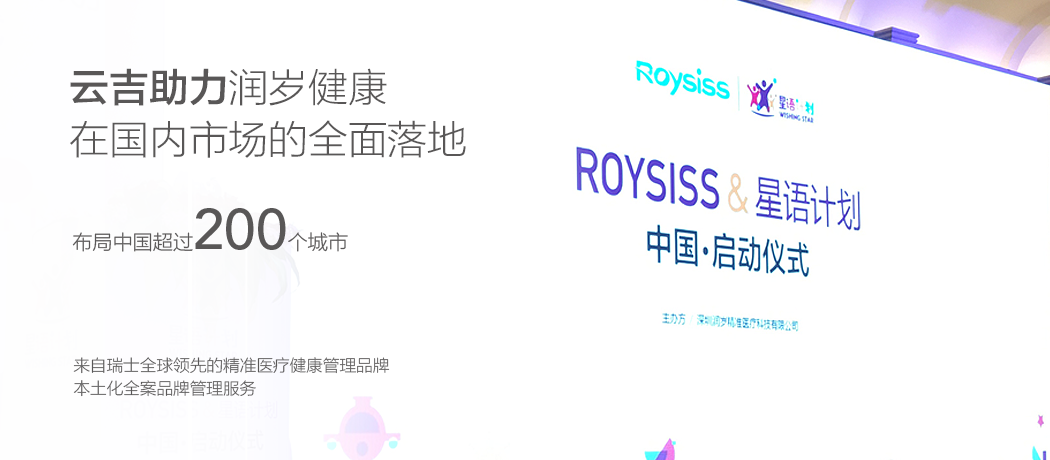 云吉助力润岁健康
在国内市场的全面落地
布局中国超过200个城市
来自瑞士全球领先的精准医疗健康管理品牌
本土化全案品牌管理服务
Roysiss
星语计划
WISHING STAR
ROYSISS & 星语计划
中国·启动仪式
主办方 / 深圳润岁精准医疗科技有限公司